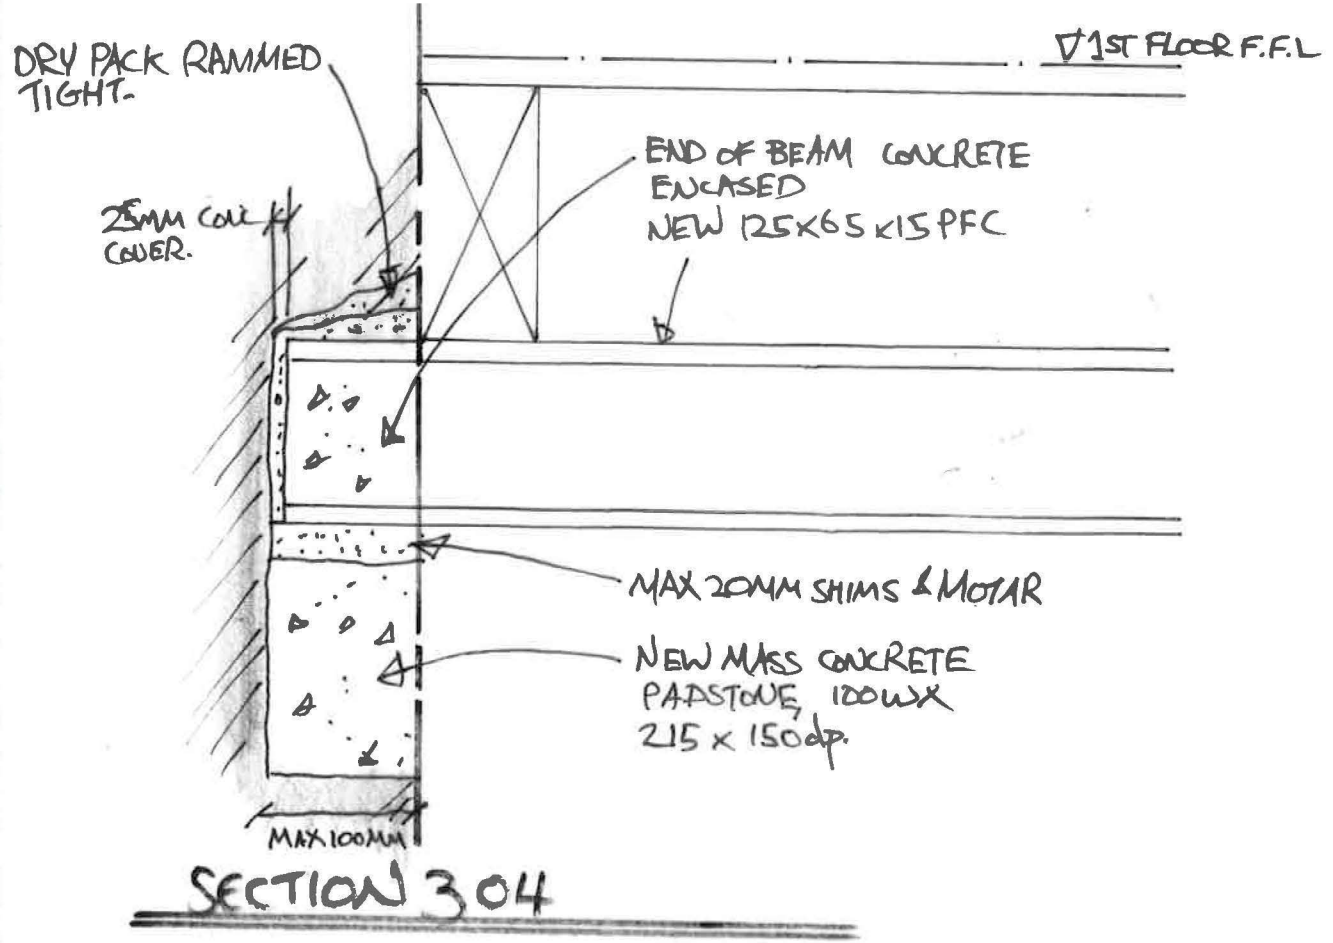 DRY PACK RAMMED
TIGHT.
▽ 1ST FLOOR F.F.L
END OF BEAM CONCRETE
ENCASED
NEW 125X65X15 PFC
25MM CONC
COVER.
MAX 20MM SHIMS & MOTAR
NEW MASS CONCRETE
PADSTONE, 100WX
215 X 150dp.
MAX 100MM
SECTION 304